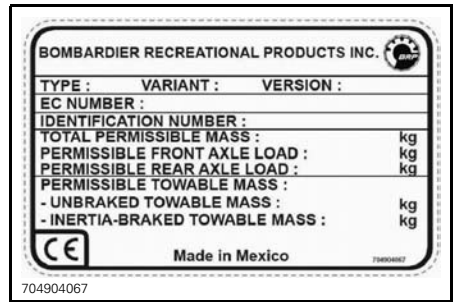 BOMBARDIER RECREATIONAL PRODUCTS INC. BRP
TYPE : VARIANT : VERSION :
EC NUMBER :
IDENTIFICATION NUMBER :
TOTAL PERMISSIBLE MASS : kg
PERMISSIBLE FRONT AXLE LOAD : kg
PERMISSIBLE REAR AXLE LOAD : kg
PERMISSIBLE TOWABLE MASS :
- UNBRAKED TOWABLE MASS : kg
- INERTIA-BRAKED TOWABLE MASS : kg
CE Made in Mexico 704904067
704904067